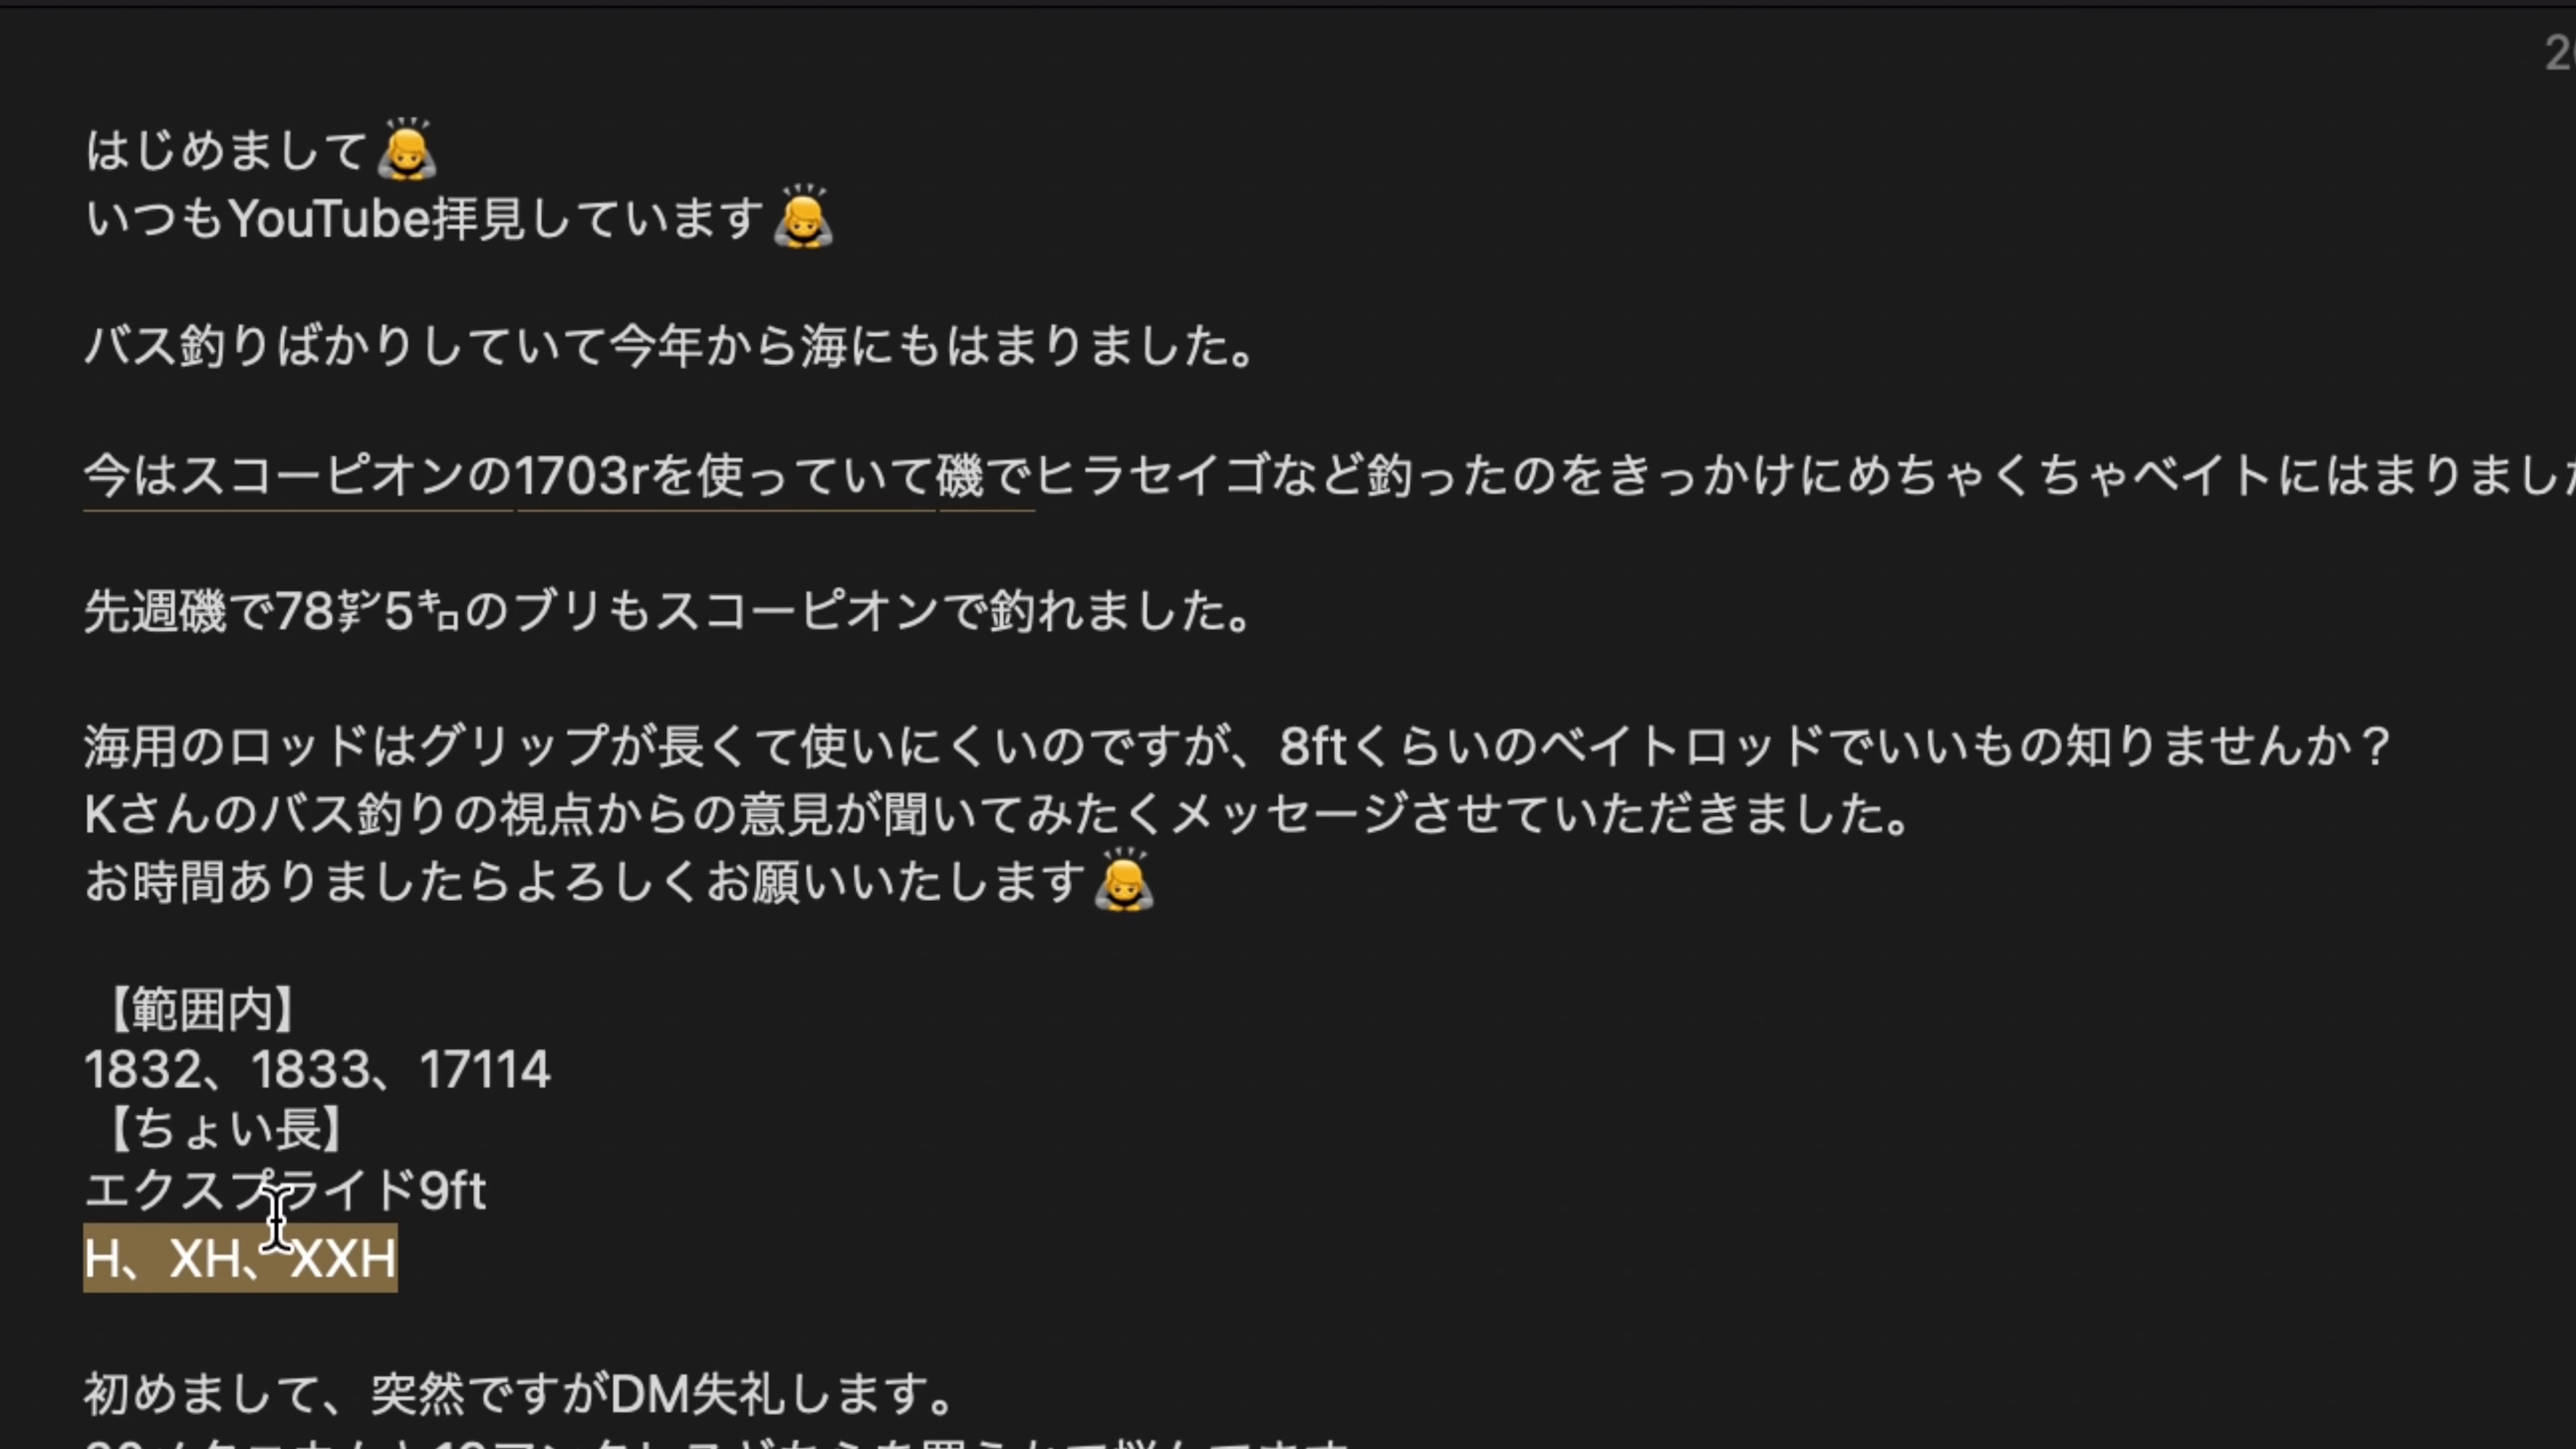 はじめまして🙇
いつもYouTube拝見しています🙇
バス釣りばかりしていて今年から海にもはまりました。
今はスコーピオンの1703rを使っていて磯でヒラセイゴなど釣ったのをきっかけにめちゃくちゃベイトにはまりまし
先週磯で78㌢5㌔のブリもスコーピオンで釣れました。
海用のロッドはグリップが長くて使いにくいのですが、8ftくらいのベイトロッドでいいもの知りませんか？
Kさんのバス釣りの視点からの意見が聞いてみたくメッセージさせていただきました。
お時間ありましたらよろしくお願いいたします🙇
【範囲内】
1832、1833、17114
【ちょい長】
エクスプライド9ft
H、XH、XXH
初めまして、突然ですがDM失礼します。